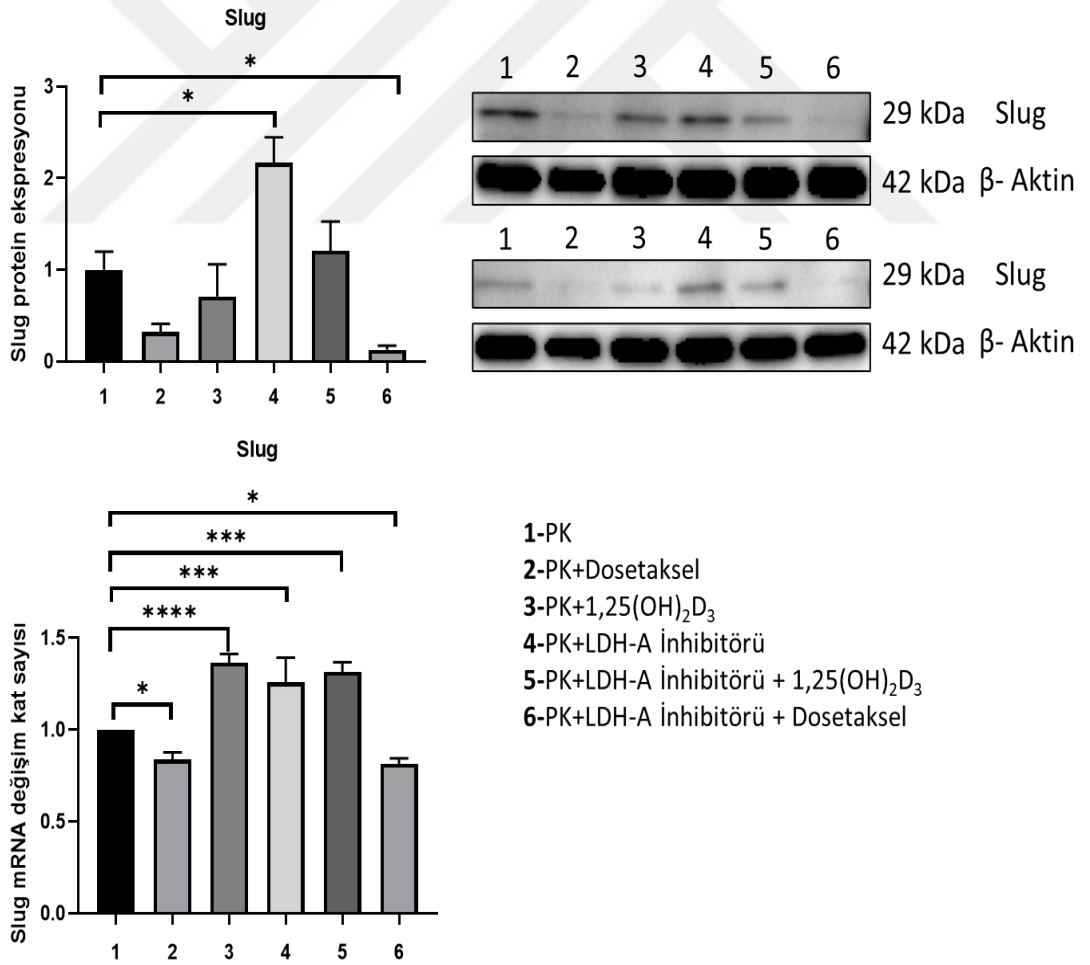 Slug
*
*
Slug protein ekspresyonu
3
2
1
0
1 2 3 4 5 6
1 2 3 4 5 6
29 kDa Slug
42 kDa β- Aktin
1 2 3 4 5 6
29 kDa Slug
42 kDa β- Aktin
Slug
*
***
***
****
*
Slug mRNA değişim kat sayısı
1.5
1.0
0.5
0.0
1 2 3 4 5 6
1-PK
2-PK+Dosetaksel
3-PK+1,25(OH)₂D₃
4-PK+LDH-A İnhibitörü
5-PK+LDH-A İnhibitörü + 1,25(OH)₂D₃
6-PK+LDH-A İnhibitörü + Dosetaksel